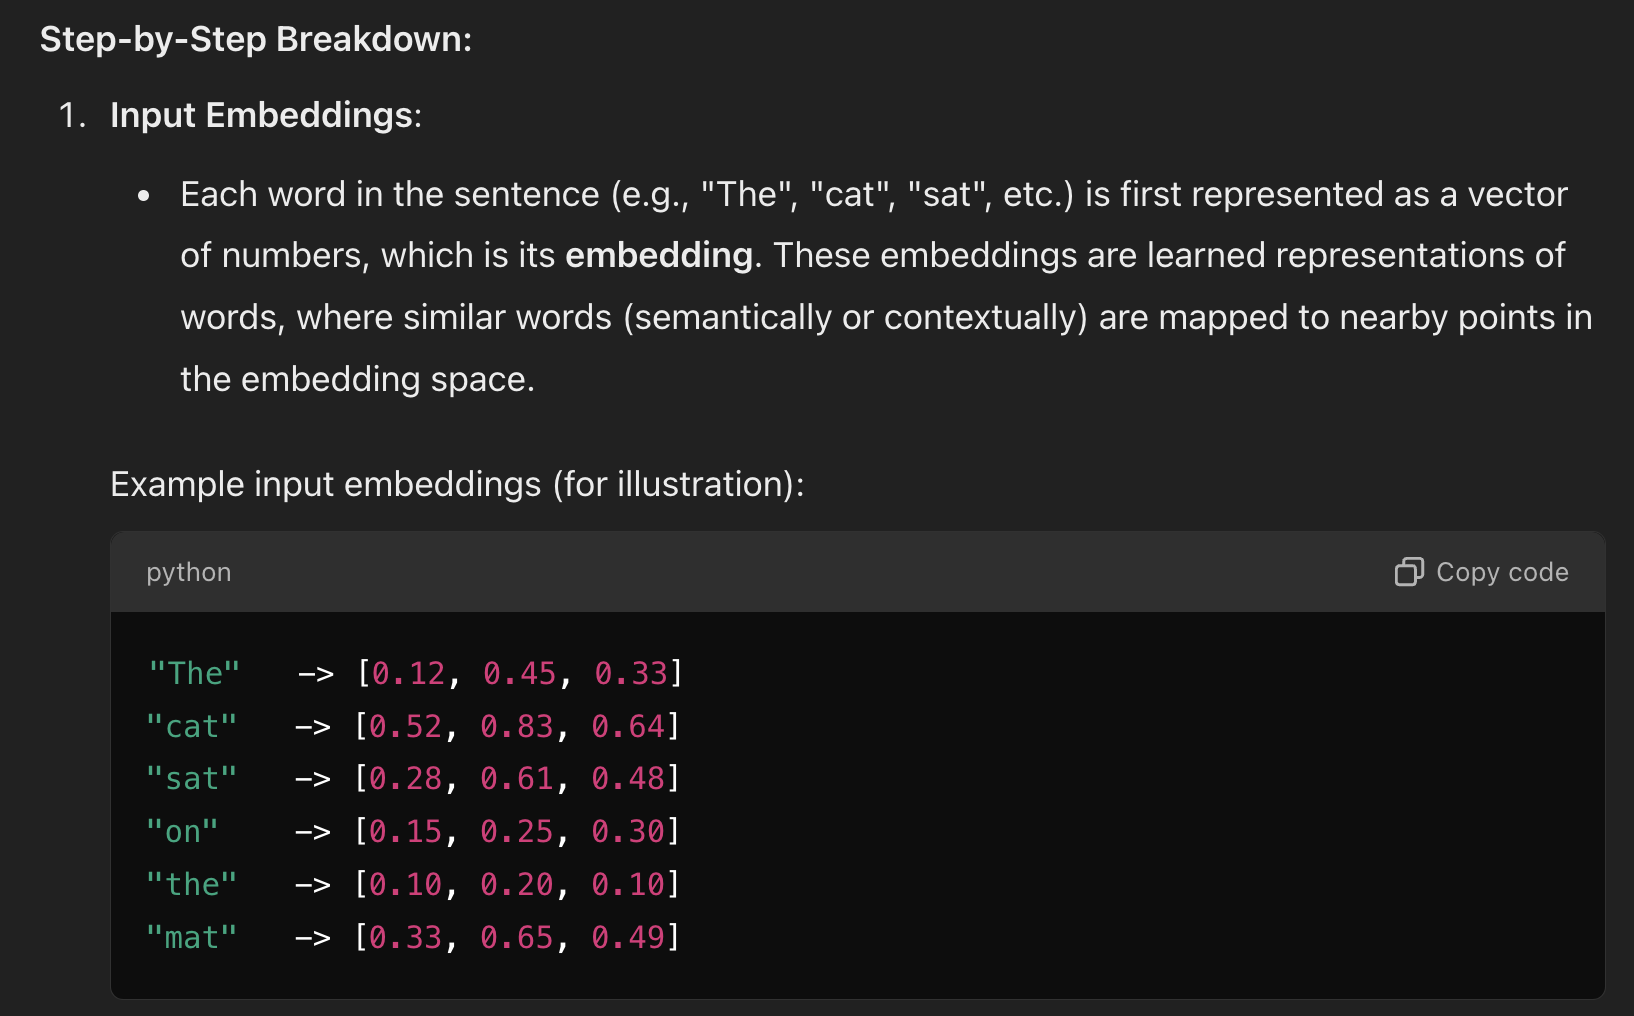 Step-by-Step Breakdown:
1. Input Embeddings:
• Each word in the sentence (e.g., "The", "cat", "sat", etc.) is first represented as a vector
of numbers, which is its embedding. These embeddings are learned representations of
words, where similar words (semantically or contextually) are mapped to nearby points in
the embedding space.
Example input embeddings (for illustration):
python Copy code
"The" —> [0.12, 0.45, 0.33]
"cat" —> [0.52, 0.83, 0.64]
"sat" —> [0.28, 0.61, 0.48]
"on" —> [0.15, 0.25, 0.30]
"the" —> [0.10, 0.20, 0.10]
"mat" —> [0.33, 0.65, 0.49]